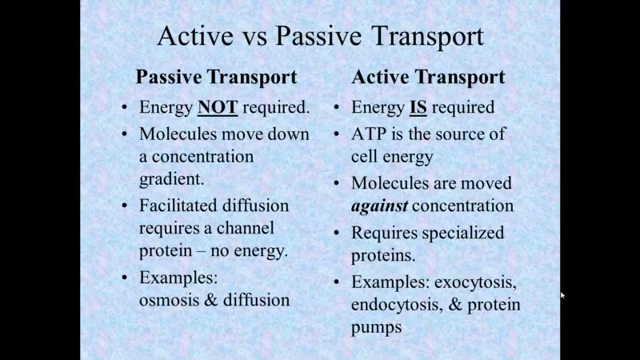 Active vs Passive Transport
Passive Transport
• Energy NOT required.
• Molecules move down
a concentration
gradient.
• Facilitated diffusion
requires a channel
protein – no energy.
• Examples:
osmosis & diffusion
Active Transport
• Energy IS required
• ATP is the source of
cell energy
• Molecules are moved
against concentration
• Requires specialized
proteins.
• Examples: exocytosis,
endocytosis, & protein
pumps